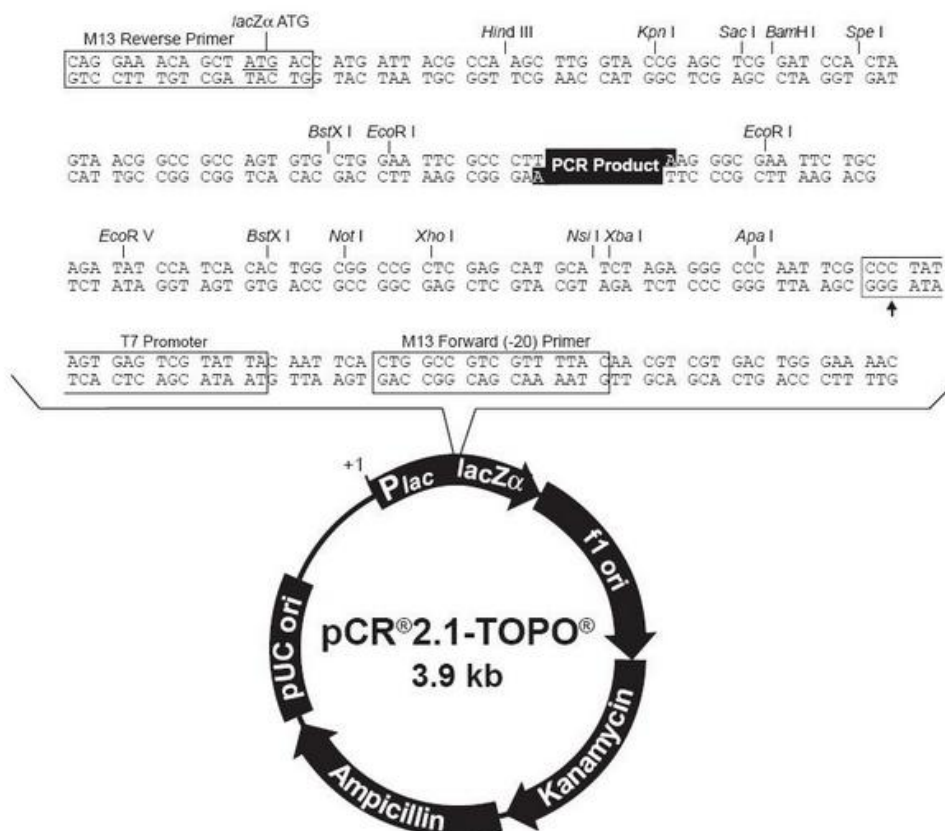 lacZα ATG
M13 Reverse Primer
Hind III Kpn I Sac I BamH I Spe I
CAG GAA ACA GCT ATG ACC ATG ATT ACG CCA AGC TTG GTA CCG AGC TCG GAT CCA CTA
GTC CTT TGT CGA TAC TGG TAC TAA TGC GGT TCG AAC CAT GGC TCG AGC CTA GGT GAT
BstX I EcoR I EcoR I
GTA ACG GCC GCC AGT GTG CTG GAA TTC GCC CTT PCR Product AAG GGC GAA TTC TGC
CAT TGC CGG CGG TCA CAC GAC CTT AAG CGG GAA TTC CCG CTT AAG ACG
EcoR V BstX I Not I Xho I Nsi I Xba I Apa I
AGA TAT CCA TCA CAC TGG CGG CCG CTC GAG CAT GCA TCT AGA GGG CCC AAT TCG CCC TAT
TCT ATA GGT AGT GTG ACC GCC GGC GAG CTC GTA CGT AGA TCT CCC GGG TTA AGC GGG ATA
T7 Promoter M13 Forward (-20) Primer
AGT GAG TCG TAT TAC AAT TCA CTG GCC GTC GTT TTA CAA CGT CGT GAC TGG GAA AAC
TCA CTC AGC ATA ATG TTA AGT GAC CGG CAG CAA AAT GTT GCA GCA CTG ACC CTT TTG
+1
Plac lacZα
f1 ori
pUC ori
pCR®2.1-TOPO®
3.9 kb
Kanamycin
Ampicillin